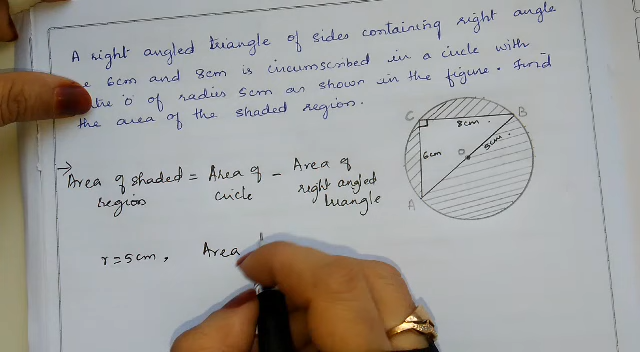 A right angled triangle of sides containing right angle
e 6cm and 8cm is circumscribed in a circle with
ntre 'O' of radius 5cm as shown in the figure. Find
the area of the shaded region.
C
B
8cm.
6cm
O
5cm.
A
→ Area of shaded = Area of - Area of
region circle right angled
triangle
r = 5cm, Area